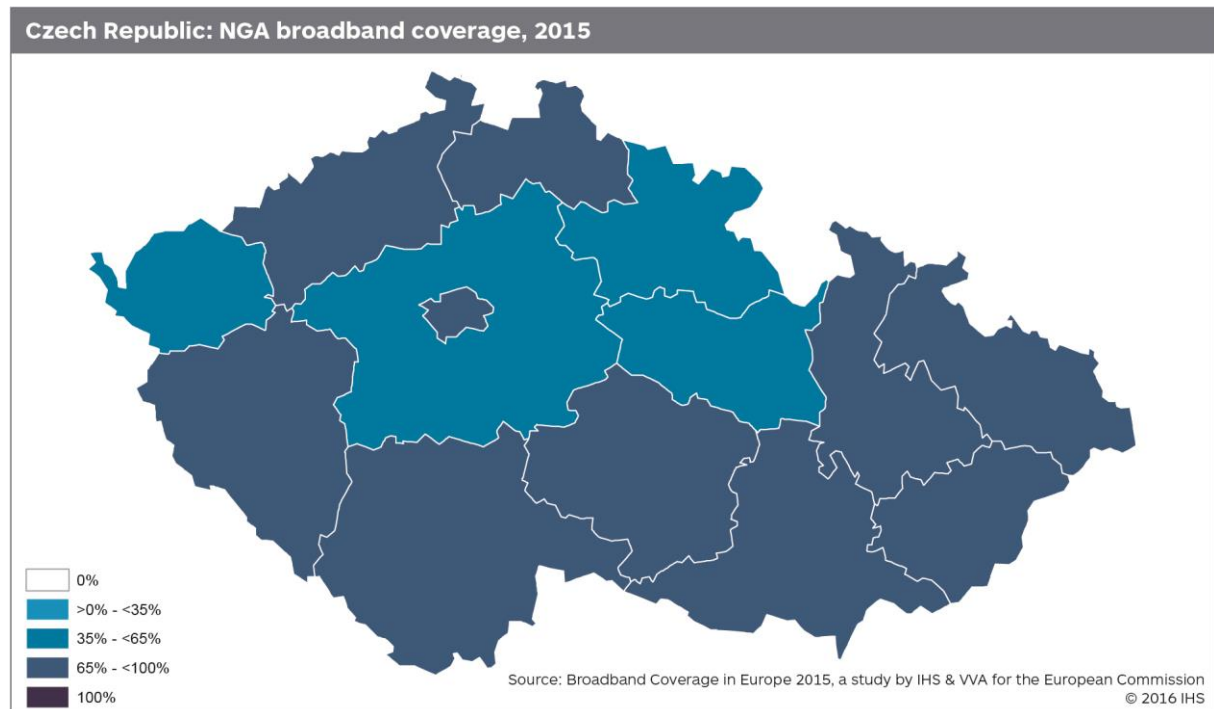 Czech Republic: NGA broadband coverage, 2015
0%
>0% - <35%
35% - <65%
65% - <100%
100%
Source: Broadband Coverage in Europe 2015, a study by IHS & VVA for the European Commission
© 2016 IHS